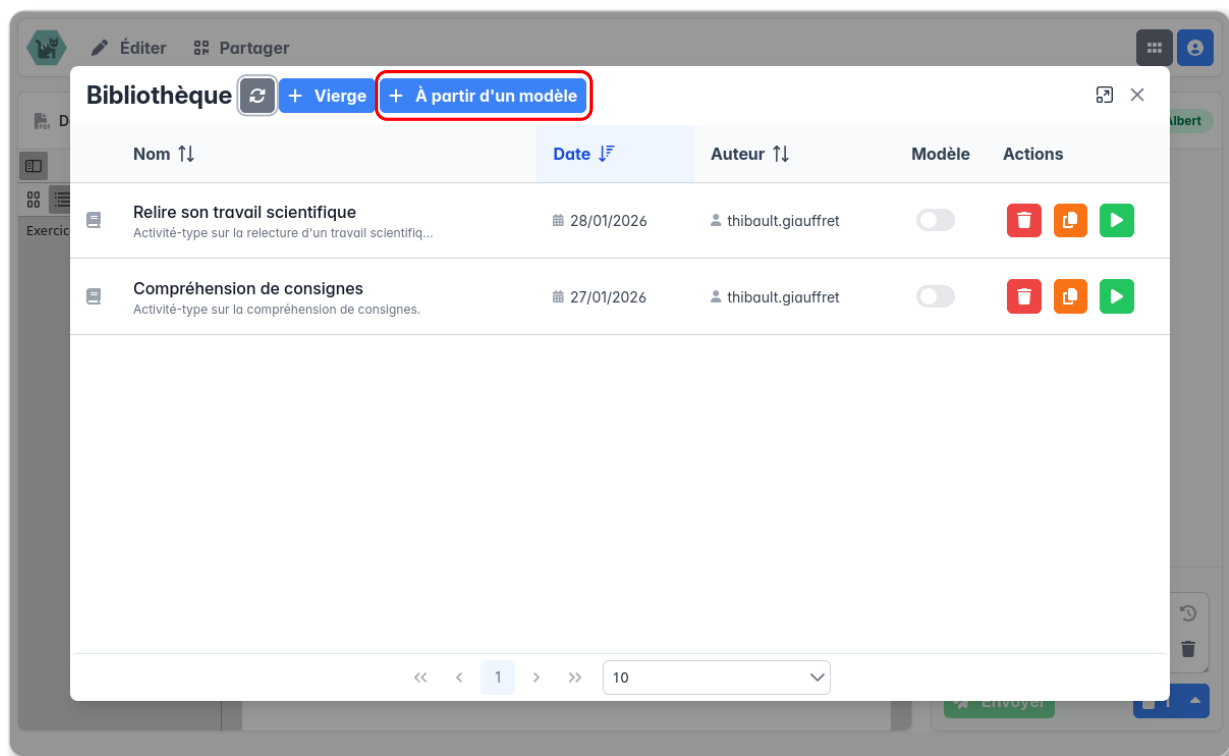 Éditer Partager
Bibliothèque + Vierge + À partir d'un modèle
Nom Date Auteur Modèle Actions
Relire son travail scientifique 28/01/2026 thibault.giauffret
Activité-type sur la relecture d'un travail scientifiq...
Compréhension de consignes 27/01/2026 thibault.giauffret
Activité-type sur la compréhension de consignes.
« ‹ 1 › » 10
PDF
Exercic
Albert
Envoyer